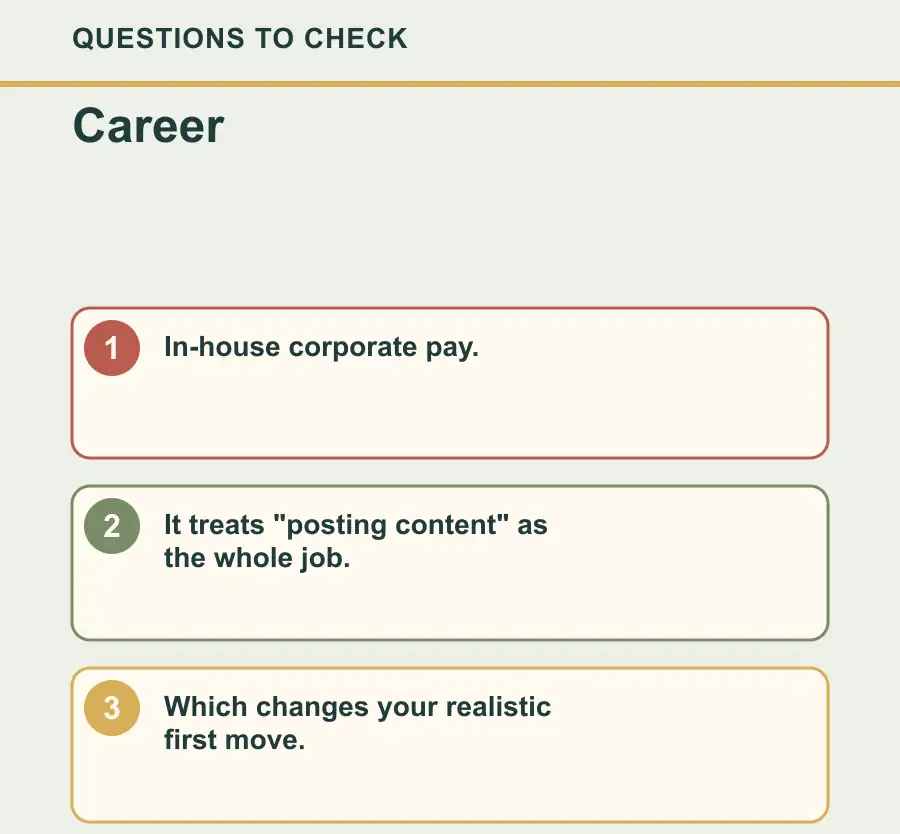 QUESTIONS TO CHECK
Career
1
In-house corporate pay.
2
It treats "posting content" as
the whole job.
3
Which changes your realistic
first move.